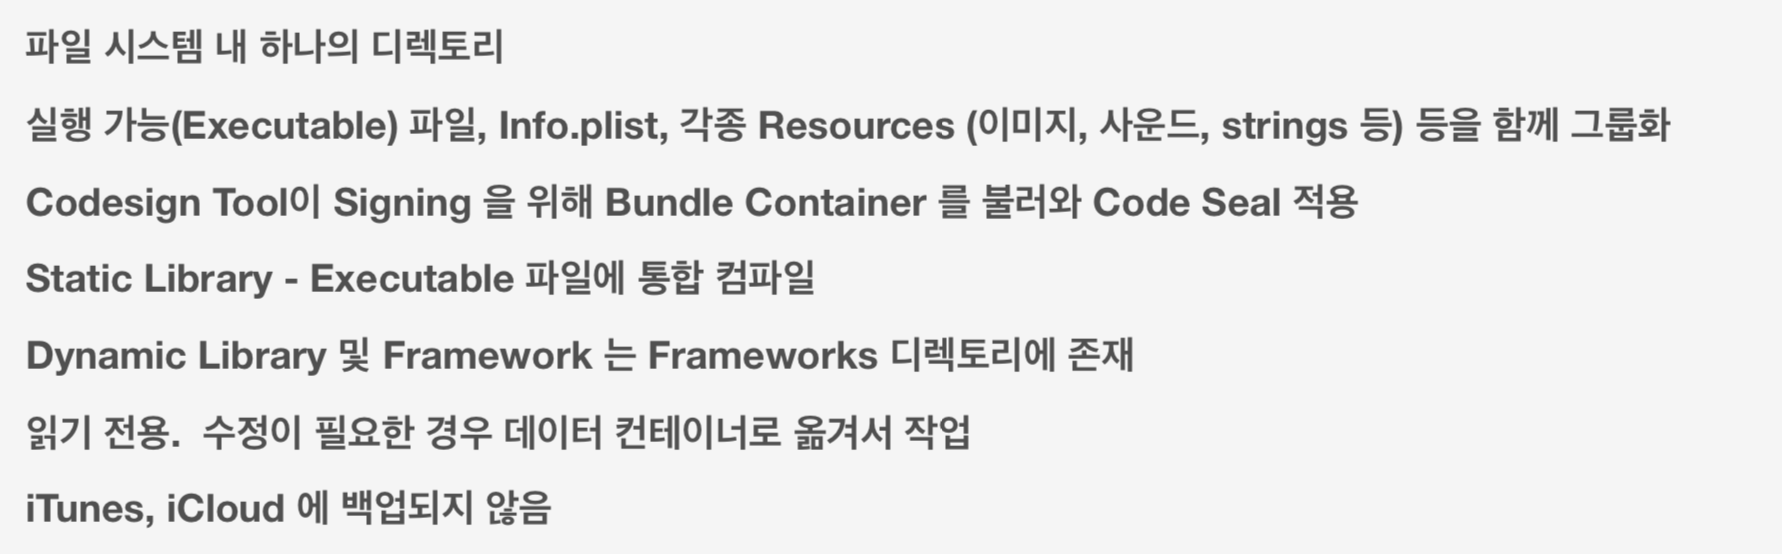 파일 시스템 내 하나의 디렉토리
실행 가능(Executable) 파일, Info.plist, 각종 Resources (이미지, 사운드, strings 등) 등을 함께 그룹화
Codesign Tool이 Signing 을 위해 Bundle Container 를 불러와 Code Seal 적용
Static Library - Executable 파일에 통합 컴파일
Dynamic Library 및 Framework 는 Frameworks 디렉토리에 존재
읽기 전용.  수정이 필요한 경우 데이터 컨테이너로 옮겨서 작업
iTunes, iCloud 에 백업되지 않음